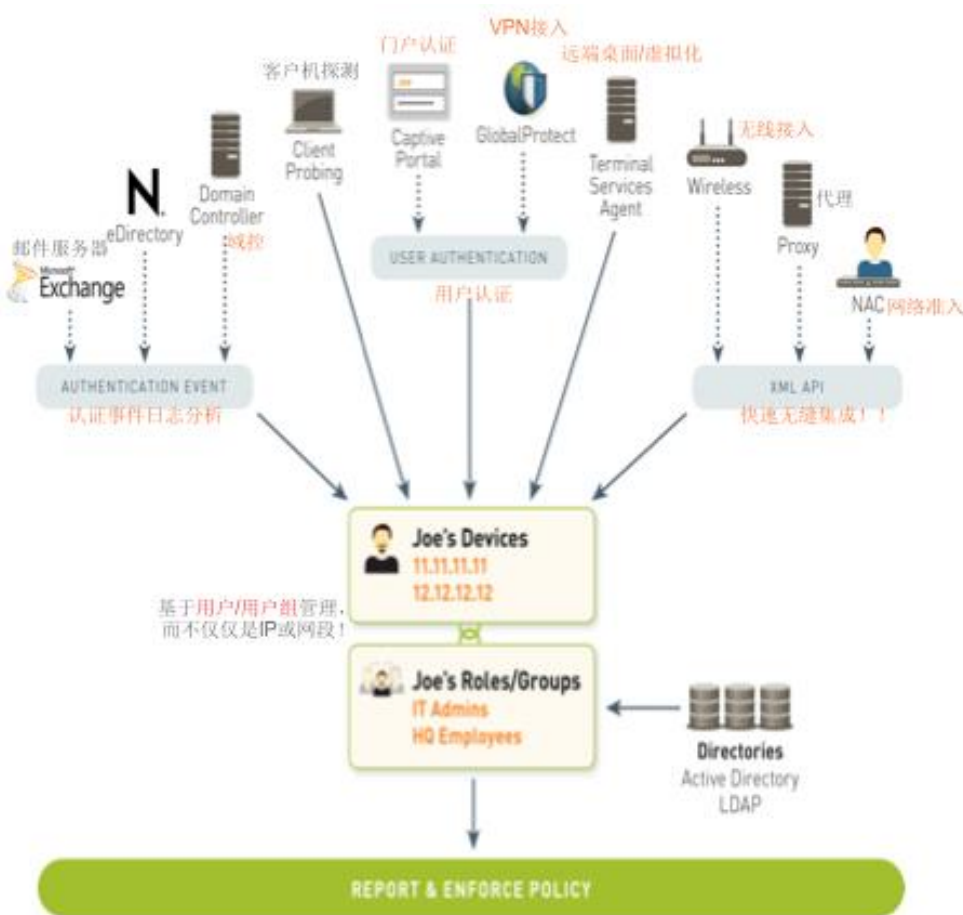 VPN接入
门户认证
远端桌面/虚拟化
客户机探测
Client
Probing
Captive
Portal
GlobalProtect
Terminal
Services
Agent
无线接入
Wireless
代理
Proxy
NAC网络准入
Domain
Controller
域控
N
eDirectory
邮件服务器
Microsoft
Exchange
USER AUTHENTICATION
用户认证
AUTHENTICATION EVENT
认证事件日志分析
XML API
快速无缝集成！！
Joe's Devices
11.11.11.11
12.12.12.12
基于用户/用户组管理，
而不仅仅是IP或网段！
Joe's Roles/Groups
IT Admins
HQ Employees
Directories
Active Directory
LDAP
REPORT & ENFORCE POLICY